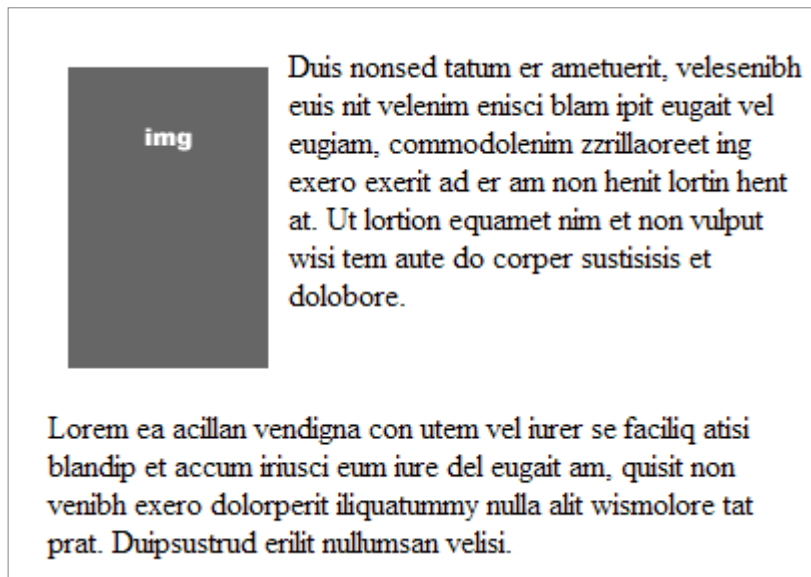 img
Duis nonsed tatum er ametuerit, velesenibh
euis nit velenim enisci blam ipit eugait vel
eugiam, commodolenim zzrillaoreet ing
exero exerit ad er am non henit lortin hent
at. Ut lortion equamet nim et non vulput
wisi tem aute do corper sustisisis et
dolobore.
Lorem ea acillan vendigna con utem vel iurer se faciliq atisi
blandip et accum iriusci eum iure del eugait am, quisit non
venibh exero dolorperit iliquatummy nulla alit wismolore tat
prat. Duipsustrud erilit nullumsan velisi.